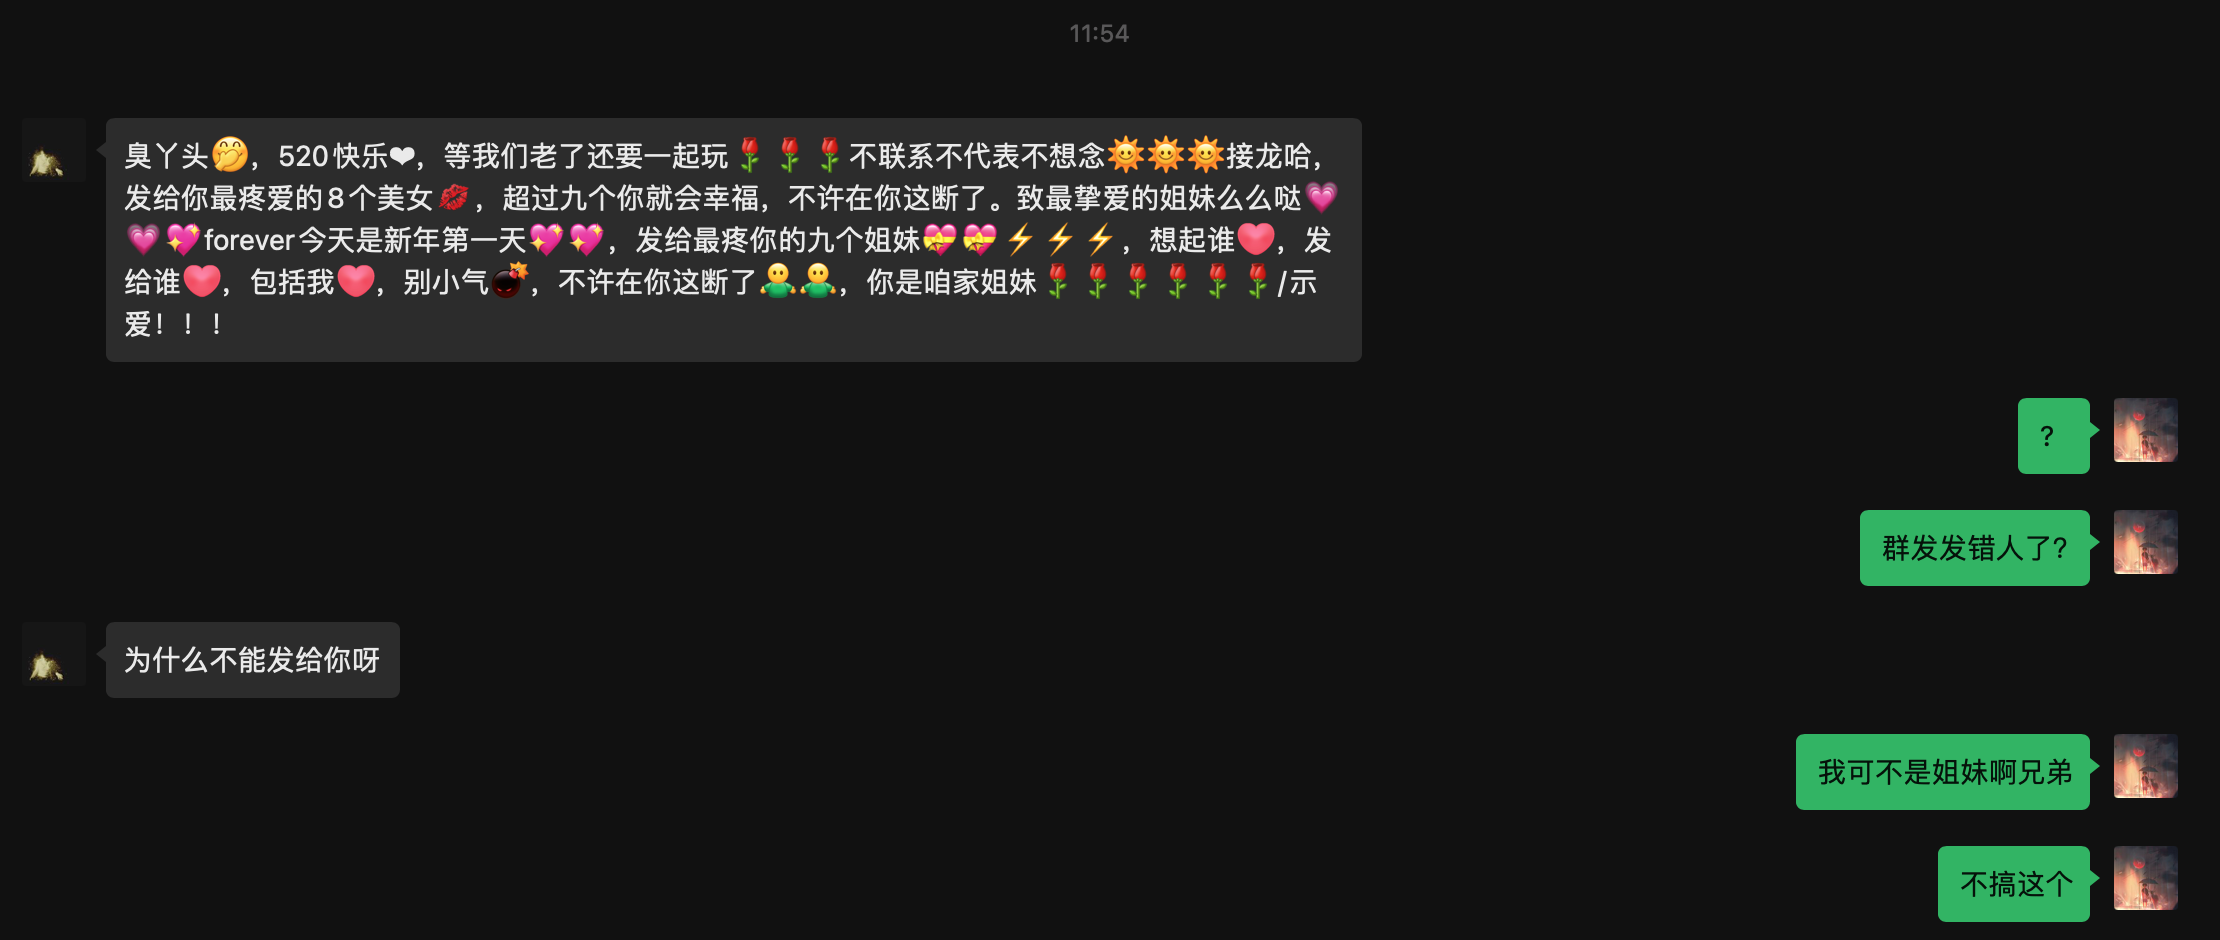 11:54
臭丫头🤭，520快乐❤，等我们老了还要一起玩🌹🌹🌹不联系不代表不想念🌞🌞🌞接龙哈，
发给你最疼爱的8个美女💋，超过九个你就会幸福，不许在你这断了。致最挚爱的姐妹么么哒💗
💗💖forever今天是新年第一天💖💖，发给最疼你的九个姐妹💝💝⚡⚡⚡，想起谁❤，发
给谁❤，包括我❤，别小气💣，不许在你这断了🙂🙂，你是咱家姐妹🌹🌹🌹🌹🌹🌹/示
爱！！！
?
群发发错人了?
为什么不能发给你呀
我可不是姐妹啊兄弟
不搞这个